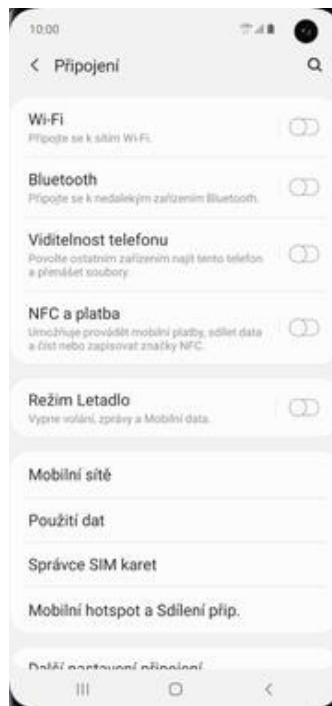 10:00
Připojení
Wi-Fi
Připojte se k sítím Wi-Fi.
Bluetooth
Připojte se k nedalekým zařízením Bluetooth.
Viditelnost telefonu
Povolte ostatním zařízením najít tento telefon
a přenášet soubory.
NFC a platba
Umožňuje provádět mobilní platby, sdílet data
a číst nebo zapisovat značky NFC.
Režim Letadlo
Vypne volání, zprávy a Mobilní data.
Mobilní sítě
Použití dat
Správce SIM karet
Mobilní hotspot a Sdílení přip.
Další nastavení připojení